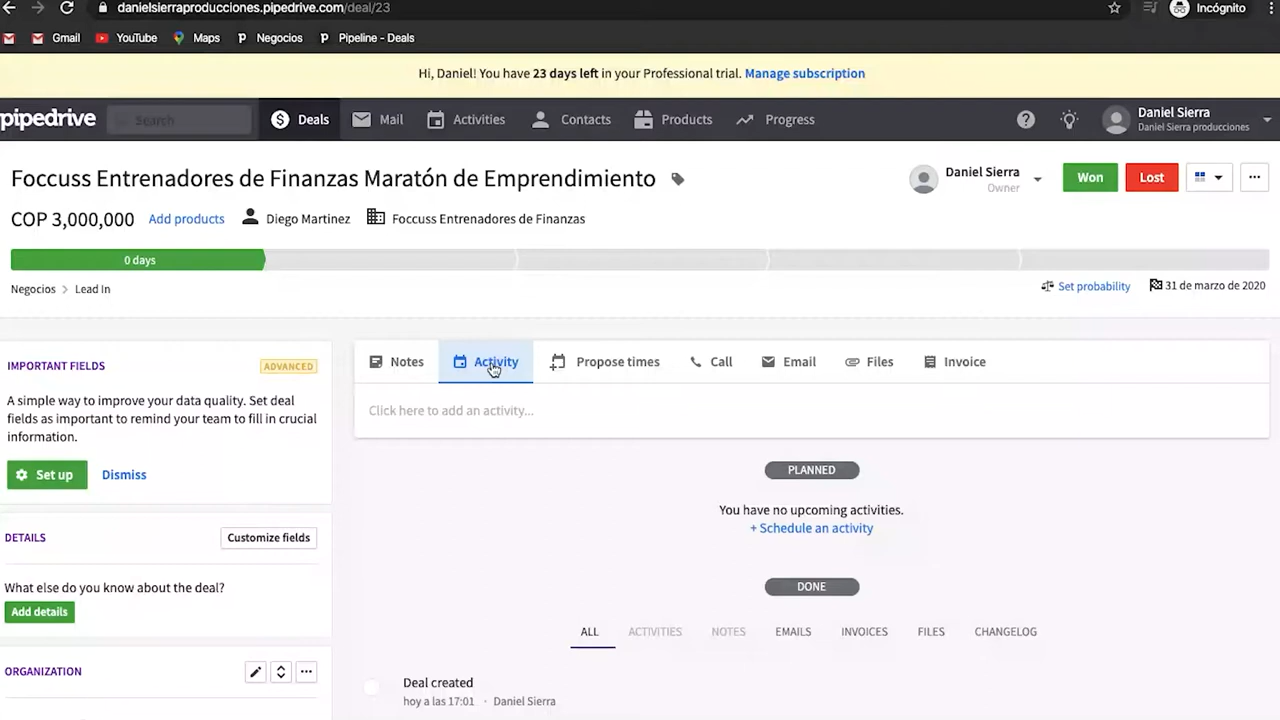 danielsierraproducciones.pipedrive.com/deal/23
Incógnito
Gmail YouTube Maps Negocios Pipeline - Deals
Hi, Daniel! You have 23 days left in your Professional trial. Manage subscription
pipedrive Search Deals Mail Activities Contacts Products Progress Daniel Sierra
Daniel Sierra producciones
Foccuss Entrenadores de Finanzas Maratón de Emprendimiento Daniel Sierra Won Lost
Owner
COP 3,000,000 Add products Diego Martinez Foccuss Entrenadores de Finanzas
0 days
Negocios > Lead In Set probability 31 de marzo de 2020
IMPORTANT FIELDS ADVANCED
A simple way to improve your data quality. Set deal
fields as important to remind your team to fill in crucial
information.
Set up Dismiss
DETAILS Customize fields
What else do you know about the deal?
Add details
ORGANIZATION
Notes Activity Propose times Call Email Files Invoice
Click here to add an activity...
PLANNED
You have no upcoming activities.
+ Schedule an activity
DONE
ALL ACTIVITIES NOTES EMAILS INVOICES FILES CHANGELOG
Deal created
hoy a las 17:01 · Daniel Sierra